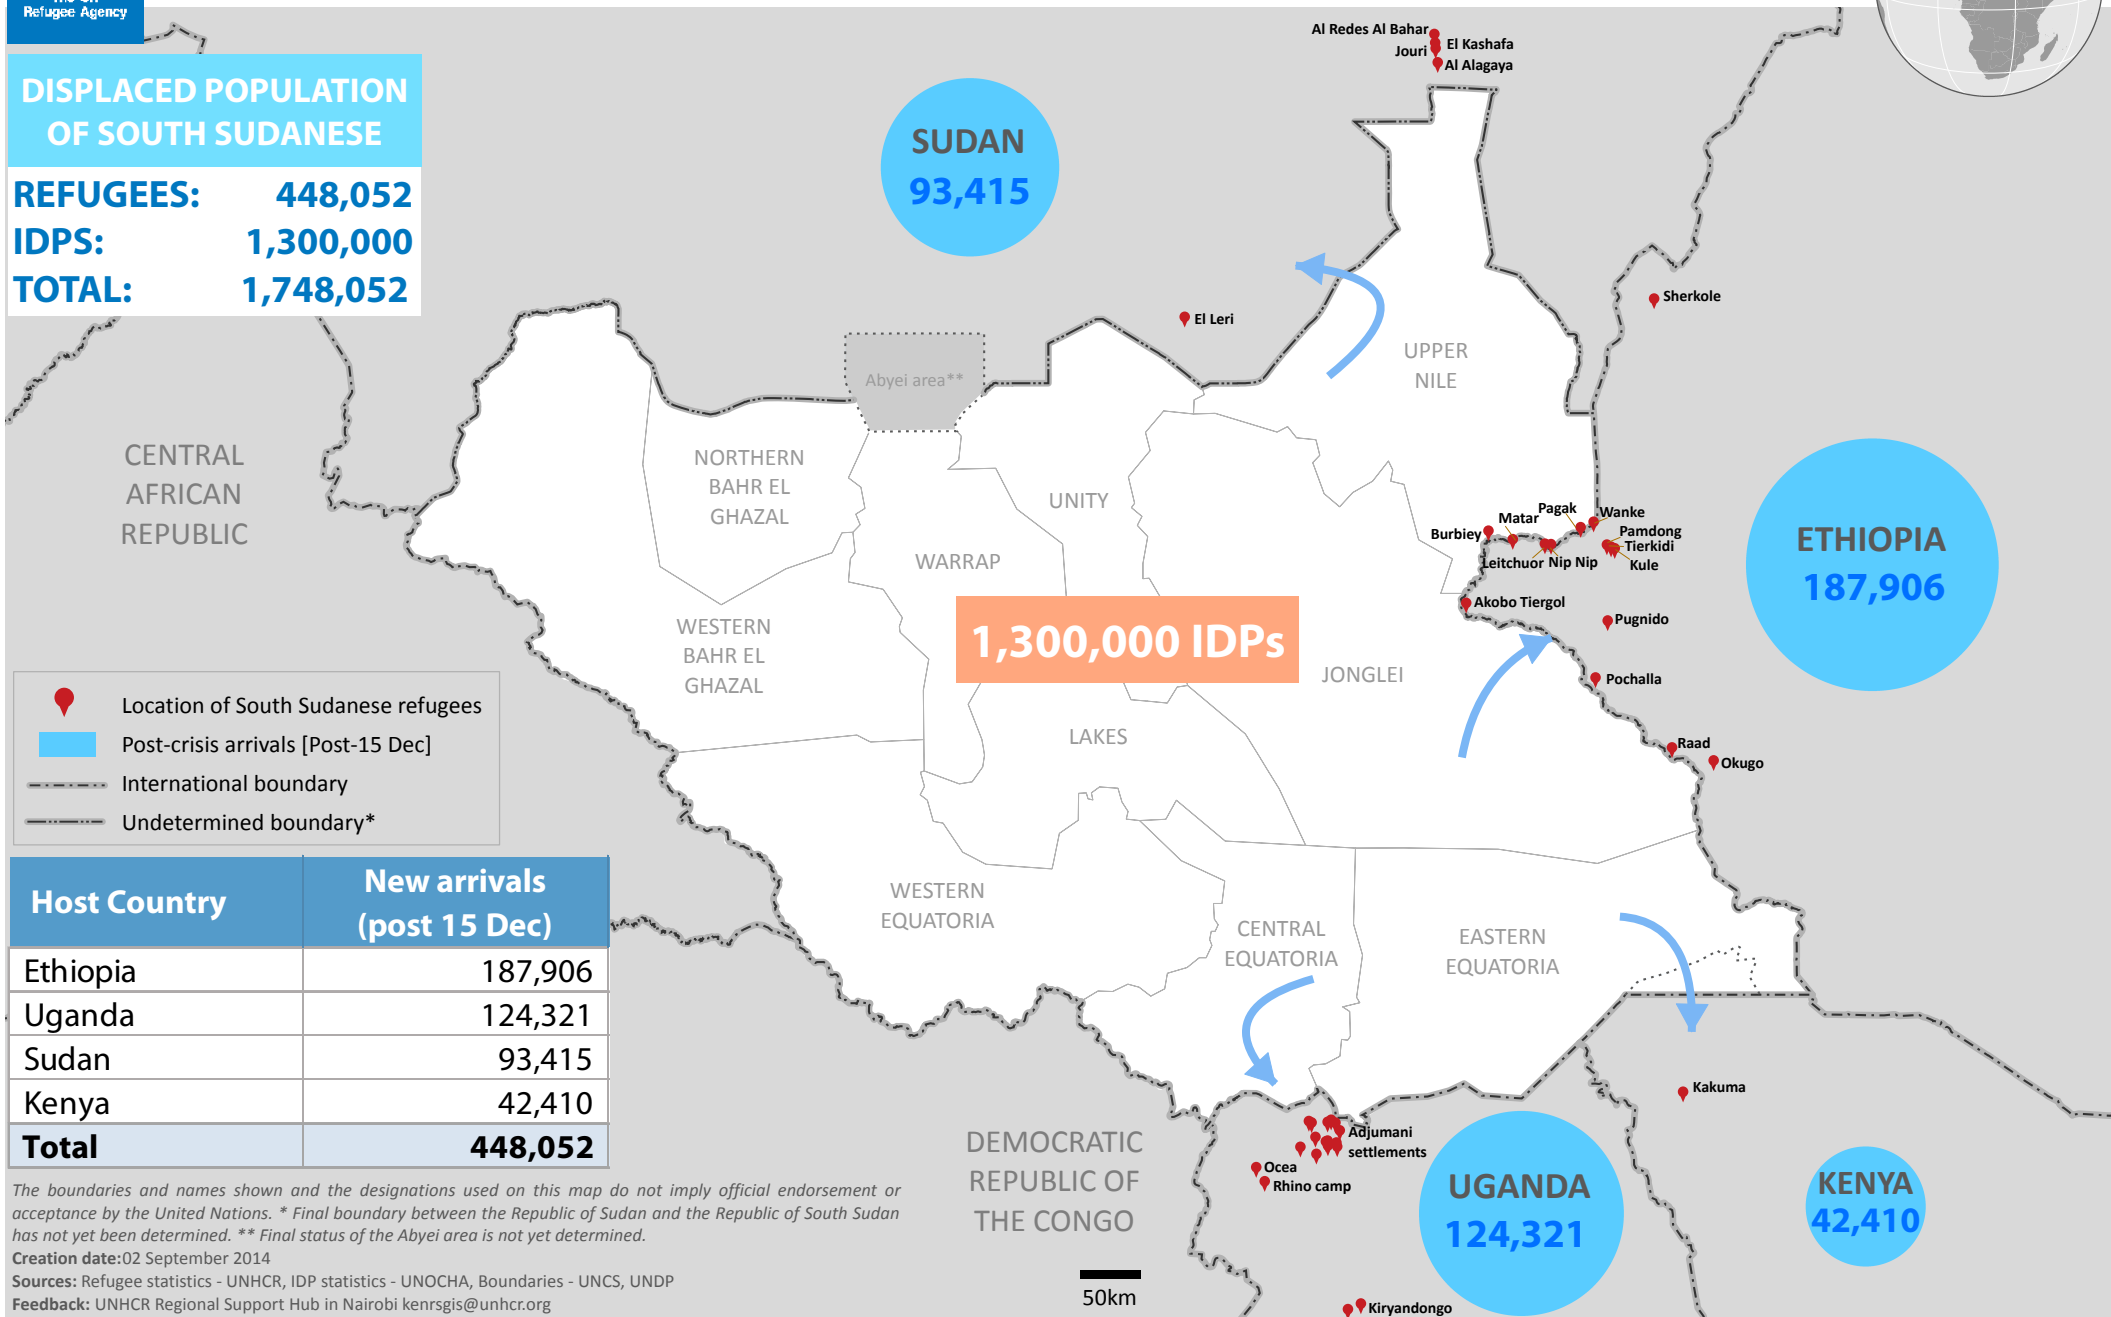 Refugee Agency
DISPLACED POPULATION
OF SOUTH SUDANESE
REFUGEES: 448,052
IDPS: 1,300,000
TOTAL: 1,748,052
SUDAN
93,415
Al Redes Al Bahar
El Kashafa
Jouri
Al Alagaya
El Leri
Sherkole
Abyei area**
UPPER
NILE
CENTRAL
AFRICAN
REPUBLIC
NORTHERN
BAHR EL
GHAZAL
UNITY
WARRAP
WESTERN
BAHR EL
GHAZAL
1,300,000 IDPs
JONGLEI
LAKES
Burbiey
Matar
Pagak
Wanke
Pamdong
Tierkidi
Kule
Leitchuor
Nip Nip
Akobo Tiergol
Pugnido
Pochalla
Raad
Okugo
ETHIOPIA
187,906
Location of South Sudanese refugees
Post-crisis arrivals [Post-15 Dec]
International boundary
Undetermined boundary*
WESTERN
EQUATORIA
CENTRAL
EQUATORIA
EASTERN
EQUATORIA
Host Country New arrivals
(post 15 Dec)
Ethiopia 187,906
Uganda 124,321
Sudan 93,415
Kenya 42,410
Total 448,052
Kakuma
Adjumani
settlements
Ocea
Rhino camp
DEMOCRATIC
REPUBLIC OF
THE CONGO
UGANDA
124,321
KENYA
42,410
Kiryandongo
50km
The boundaries and names shown and the designations used on this map do not imply official endorsement or
acceptance by the United Nations. * Final boundary between the Republic of Sudan and the Republic of South Sudan
has not yet been determined. ** Final status of the Abyei area is not yet determined.
Creation date:02 September 2014
Sources: Refugee statistics - UNHCR, IDP statistics - UNOCHA, Boundaries - UNCS, UNDP
Feedback: UNHCR Regional Support Hub in Nairobi kenrsgis@unhcr.org